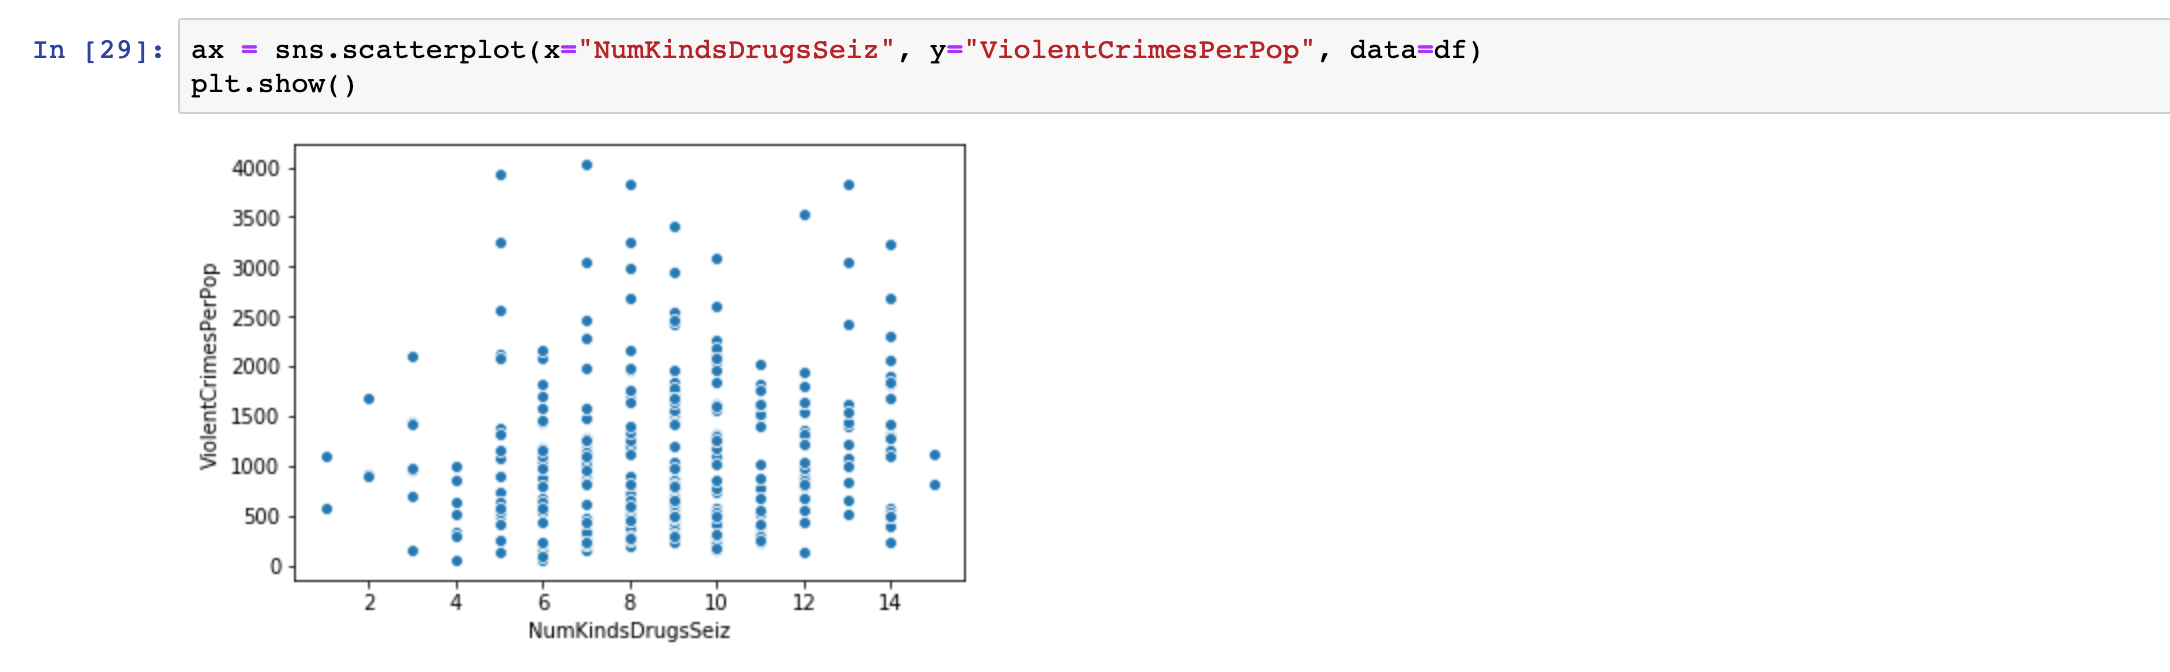 In [29]: ax = sns.scatterplot(x="NumKindsDrugsSeiz", y="ViolentCrimesPerPop", data=df)
plt.show()
4000
3500
3000
2500
2000
1500
1000
500
0
ViolentCrimesPerPop
2 4 6 8 10 12 14
NumKindsDrugsSeiz